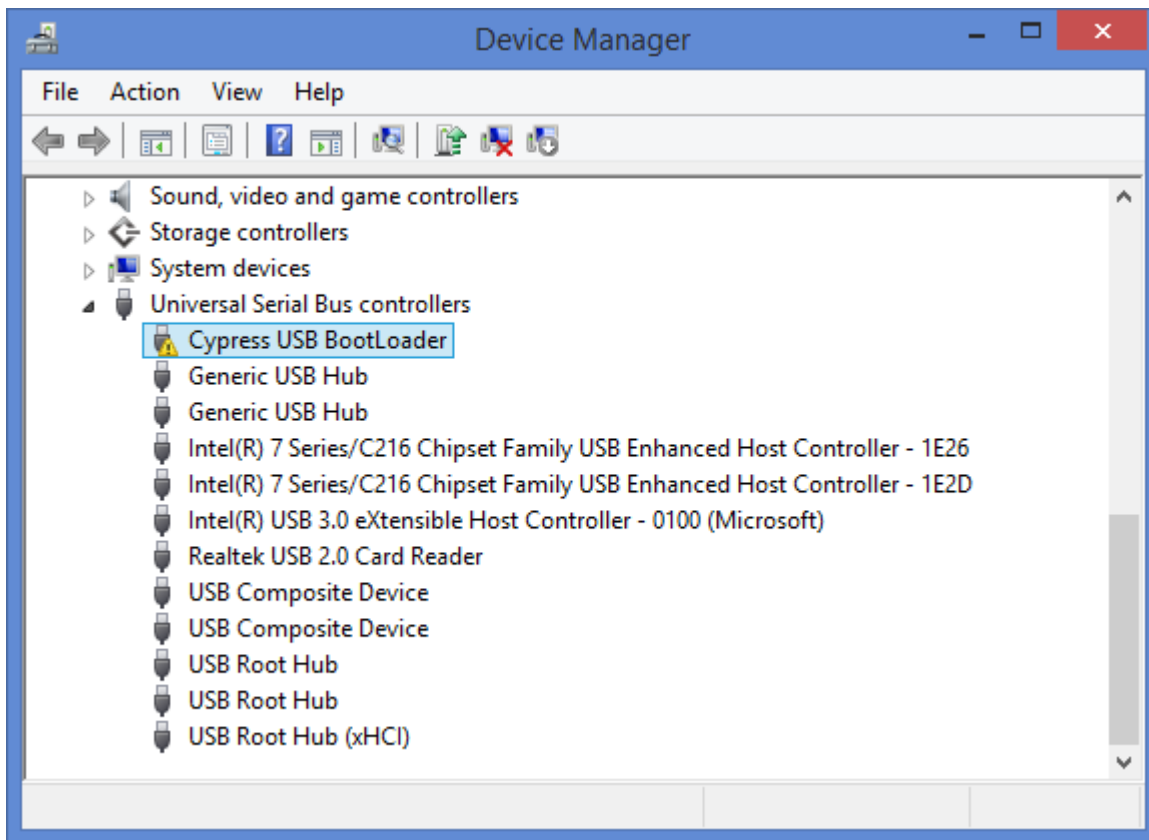 Device Manager
File Action View Help
Sound, video and game controllers
Storage controllers
System devices
Universal Serial Bus controllers
Cypress USB BootLoader
Generic USB Hub
Generic USB Hub
Intel(R) 7 Series/C216 Chipset Family USB Enhanced Host Controller - 1E26
Intel(R) 7 Series/C216 Chipset Family USB Enhanced Host Controller - 1E2D
Intel(R) USB 3.0 eXtensible Host Controller - 0100 (Microsoft)
Realtek USB 2.0 Card Reader
USB Composite Device
USB Composite Device
USB Root Hub
USB Root Hub
USB Root Hub (xHCI)